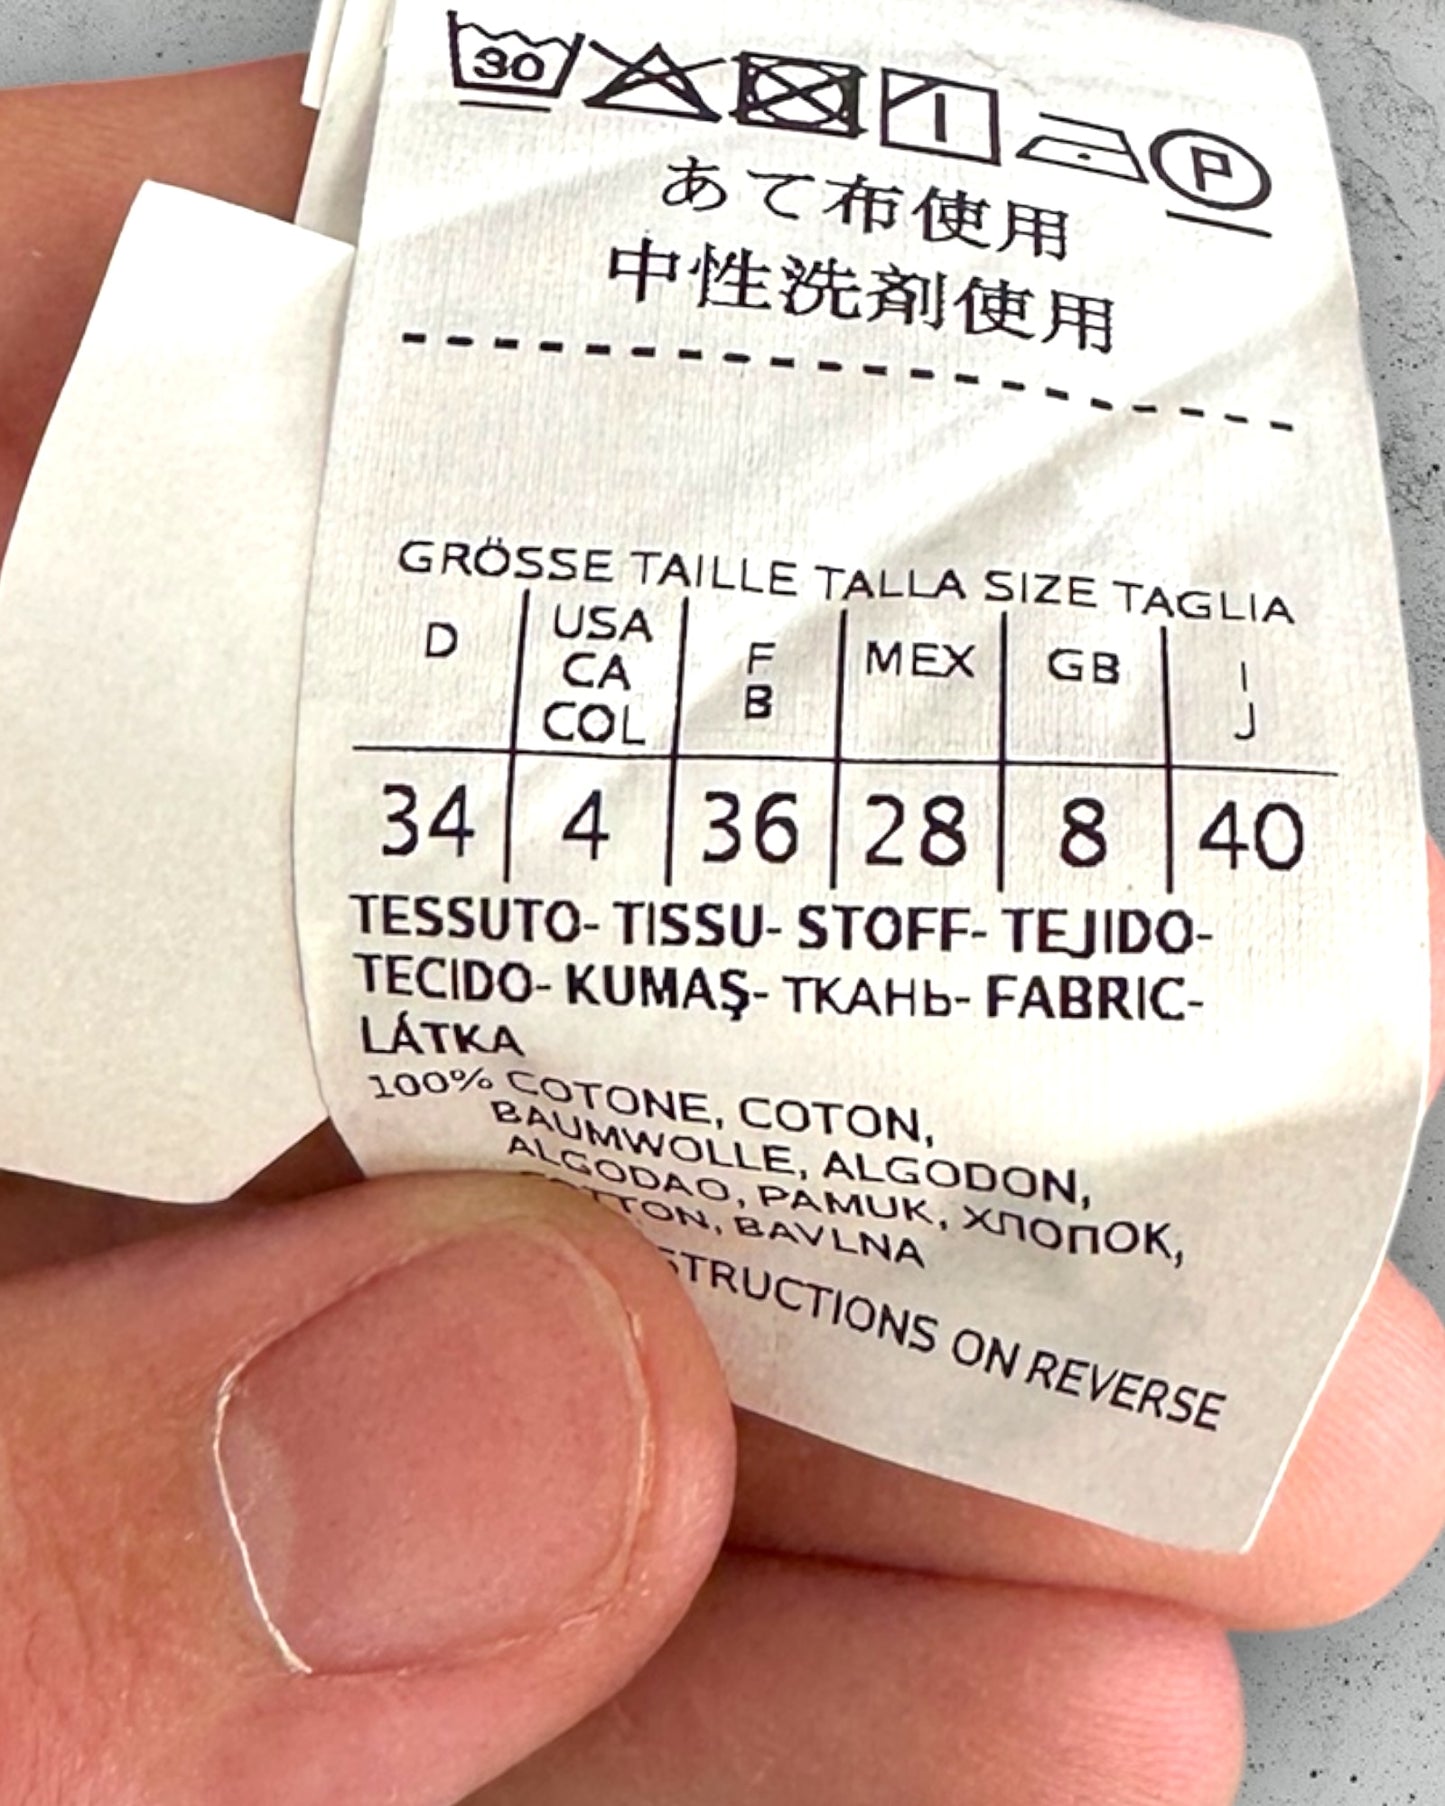 30
P
あて布使用
中性洗剤使用
GRÖSSE TAILLE TALLA SIZE TAGLIA
D | USA CA COL | F B | MEX | GB | I J
34 | 4 | 36 | 28 | 8 | 40
TESSUTO- TISSU- STOFF- TEJIDO-
TECIDO- KUMAŞ- ТКАНЬ- FABRIC-
LÁTKA
100% COTONE, COTON,
BAUMWOLLE, ALGODON,
ALGODAO, PAMUK, ХЛОПОК,
BAVLNA
ON REVERSE